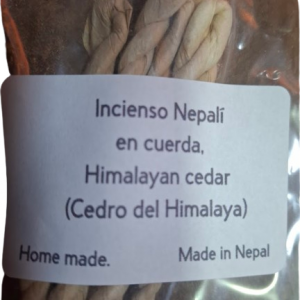 Incienso Nepalí
en cuerda,
Himalayan cedar
(Cedro del Himalaya)
Home made. Made in Nepal